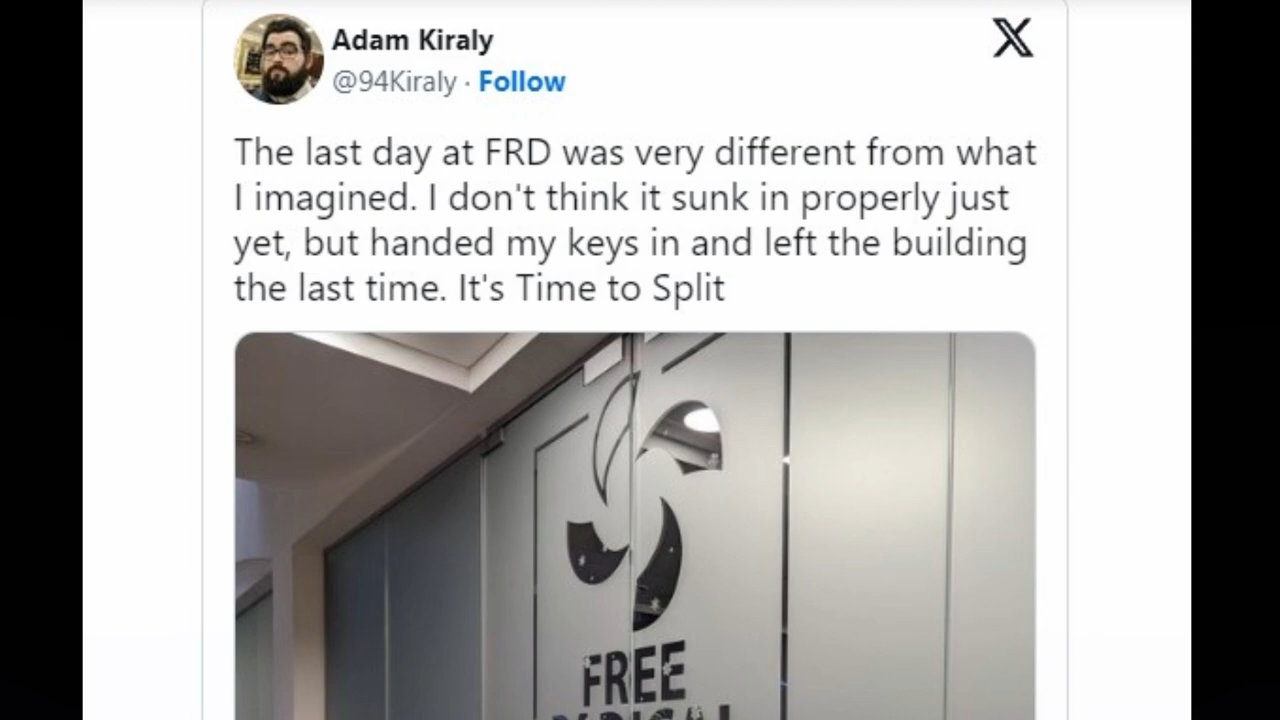 Adam Kiraly
@94Kiraly · Follow
The last day at FRD was very different from what
I imagined. I don't think it sunk in properly just
yet, but handed my keys in and left the building
the last time. It's Time to Split
FREE
RADICAL